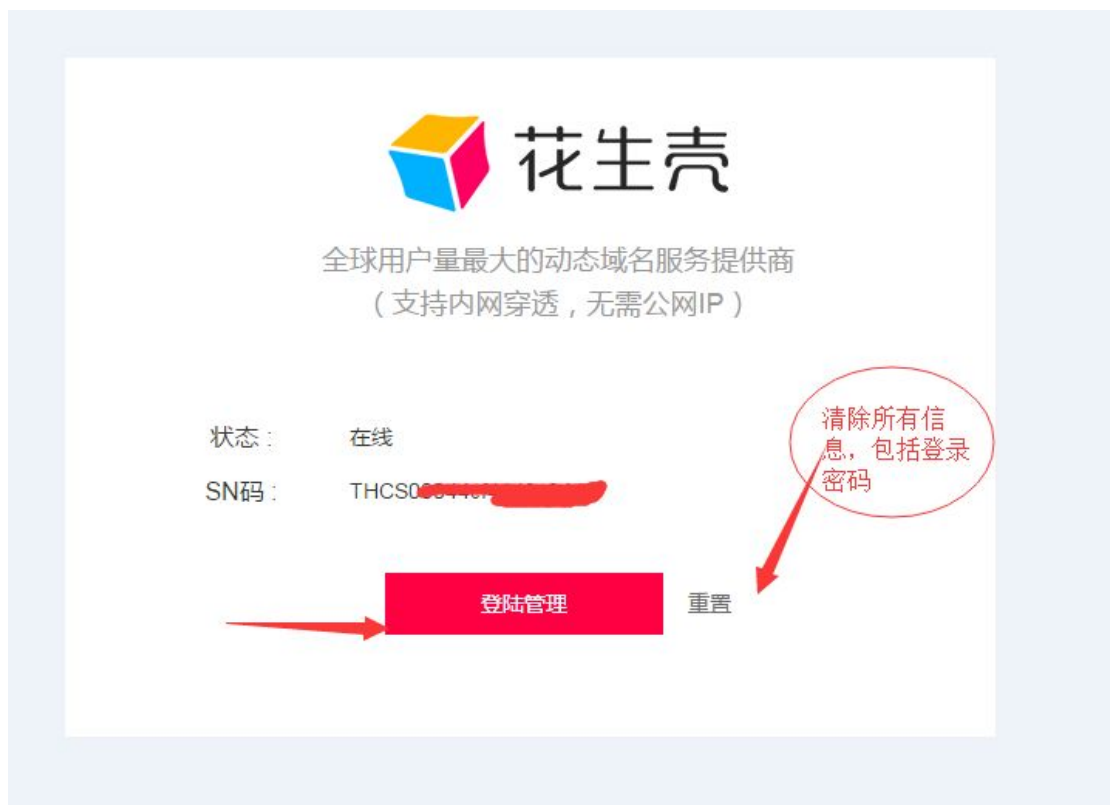 花生壳
全球用户量最大的动态域名服务提供商
（支持内网穿透，无需公网IP）
状态：
在线
SN码：
THCS0
清除所有信
息，包括登录
密码
登陆管理
重置